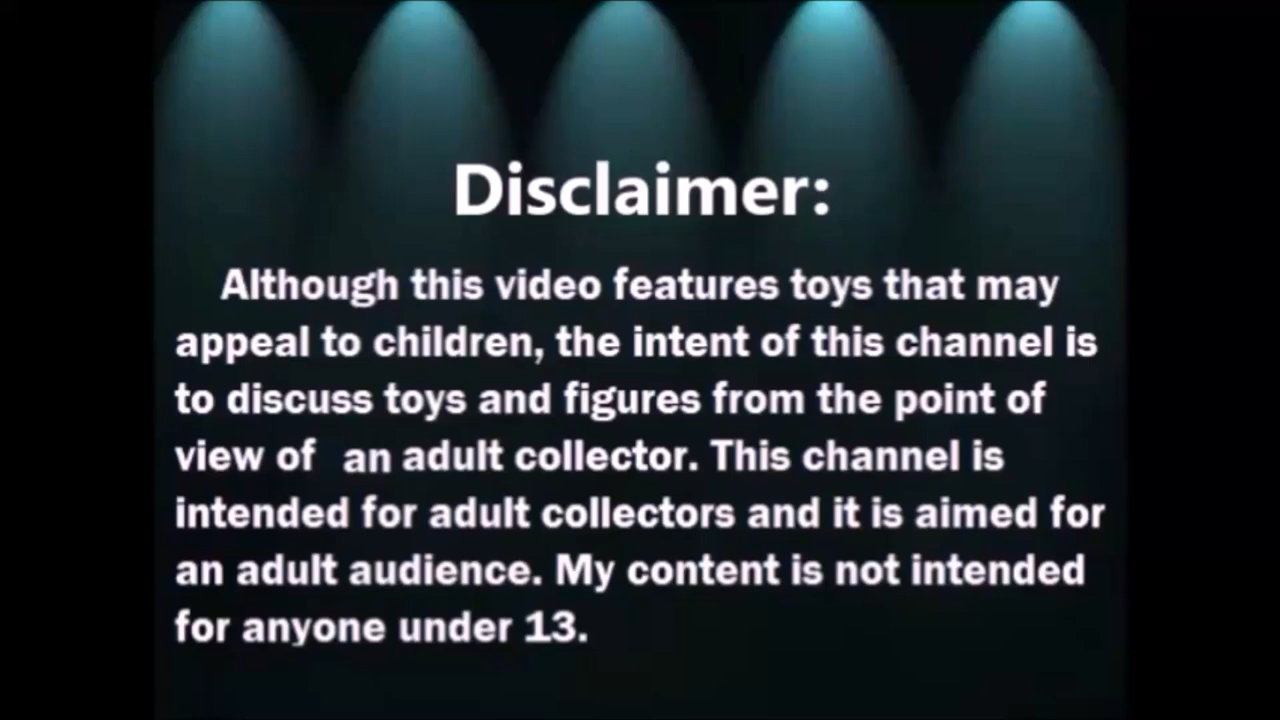 Disclaimer:
Although this video features toys that may
appeal to children, the intent of this channel is
to discuss toys and figures from the point of
view of an adult collector. This channel is
intended for adult collectors and it is aimed for
an adult audience. My content is not intended
for anyone under 13.